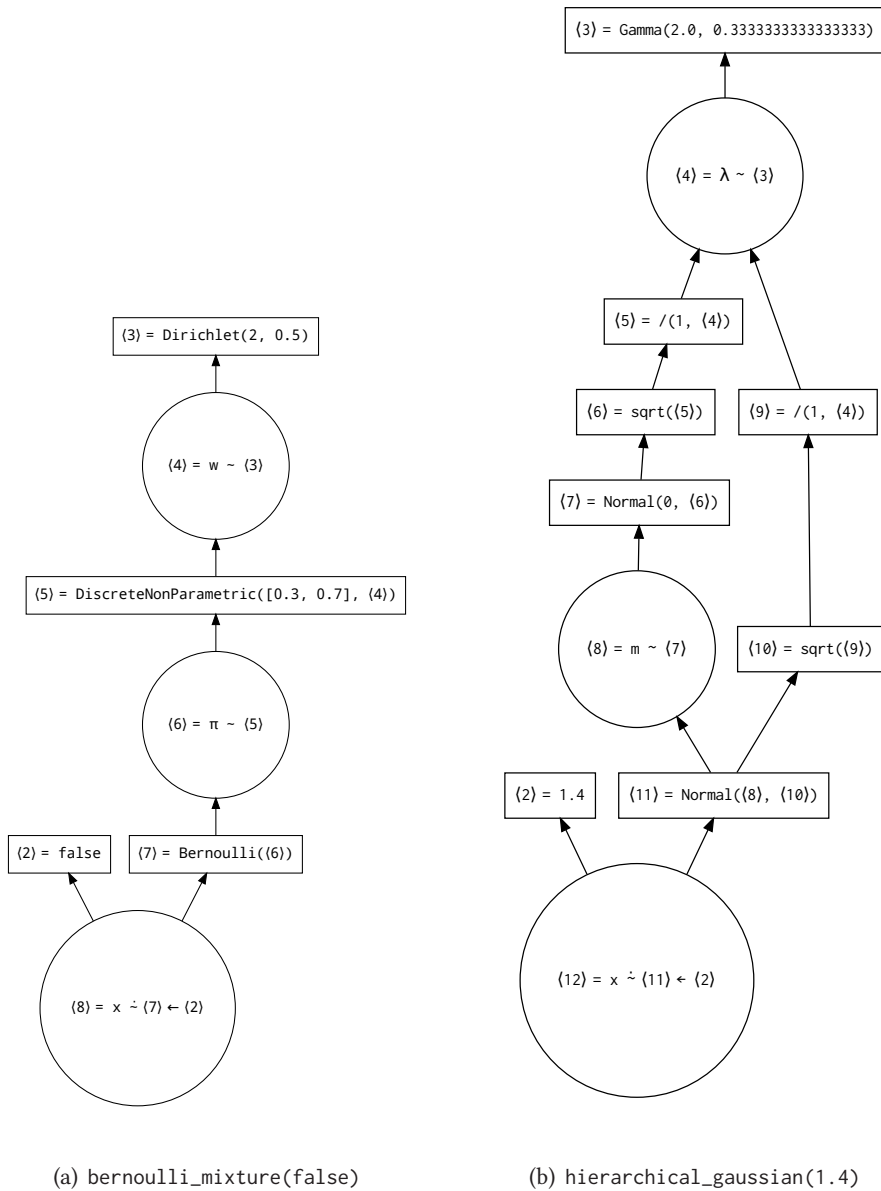 ⟨3⟩ = Dirichlet(2, 0.5)
⟨4⟩ = w ~ ⟨3⟩
⟨5⟩ = DiscreteNonParametric([0.3, 0.7], ⟨4⟩)
⟨6⟩ = π ~ ⟨5⟩
⟨2⟩ = false
⟨7⟩ = Bernoulli(⟨6⟩)
⟨8⟩ = x ∻ ⟨7⟩ ← ⟨2⟩
(a) bernoulli_mixture(false)
⟨3⟩ = Gamma(2.0, 0.3333333333333333)
⟨4⟩ = λ ~ ⟨3⟩
⟨5⟩ = /(1, ⟨4⟩)
⟨6⟩ = sqrt(⟨5⟩)
⟨9⟩ = /(1, ⟨4⟩)
⟨7⟩ = Normal(0, ⟨6⟩)
⟨8⟩ = m ~ ⟨7⟩
⟨10⟩ = sqrt(⟨9⟩)
⟨2⟩ = 1.4
⟨11⟩ = Normal(⟨8⟩, ⟨10⟩)
⟨12⟩ = x ⩪ ⟨11⟩ ← ⟨2⟩
(b) hierarchical_gaussian(1.4)